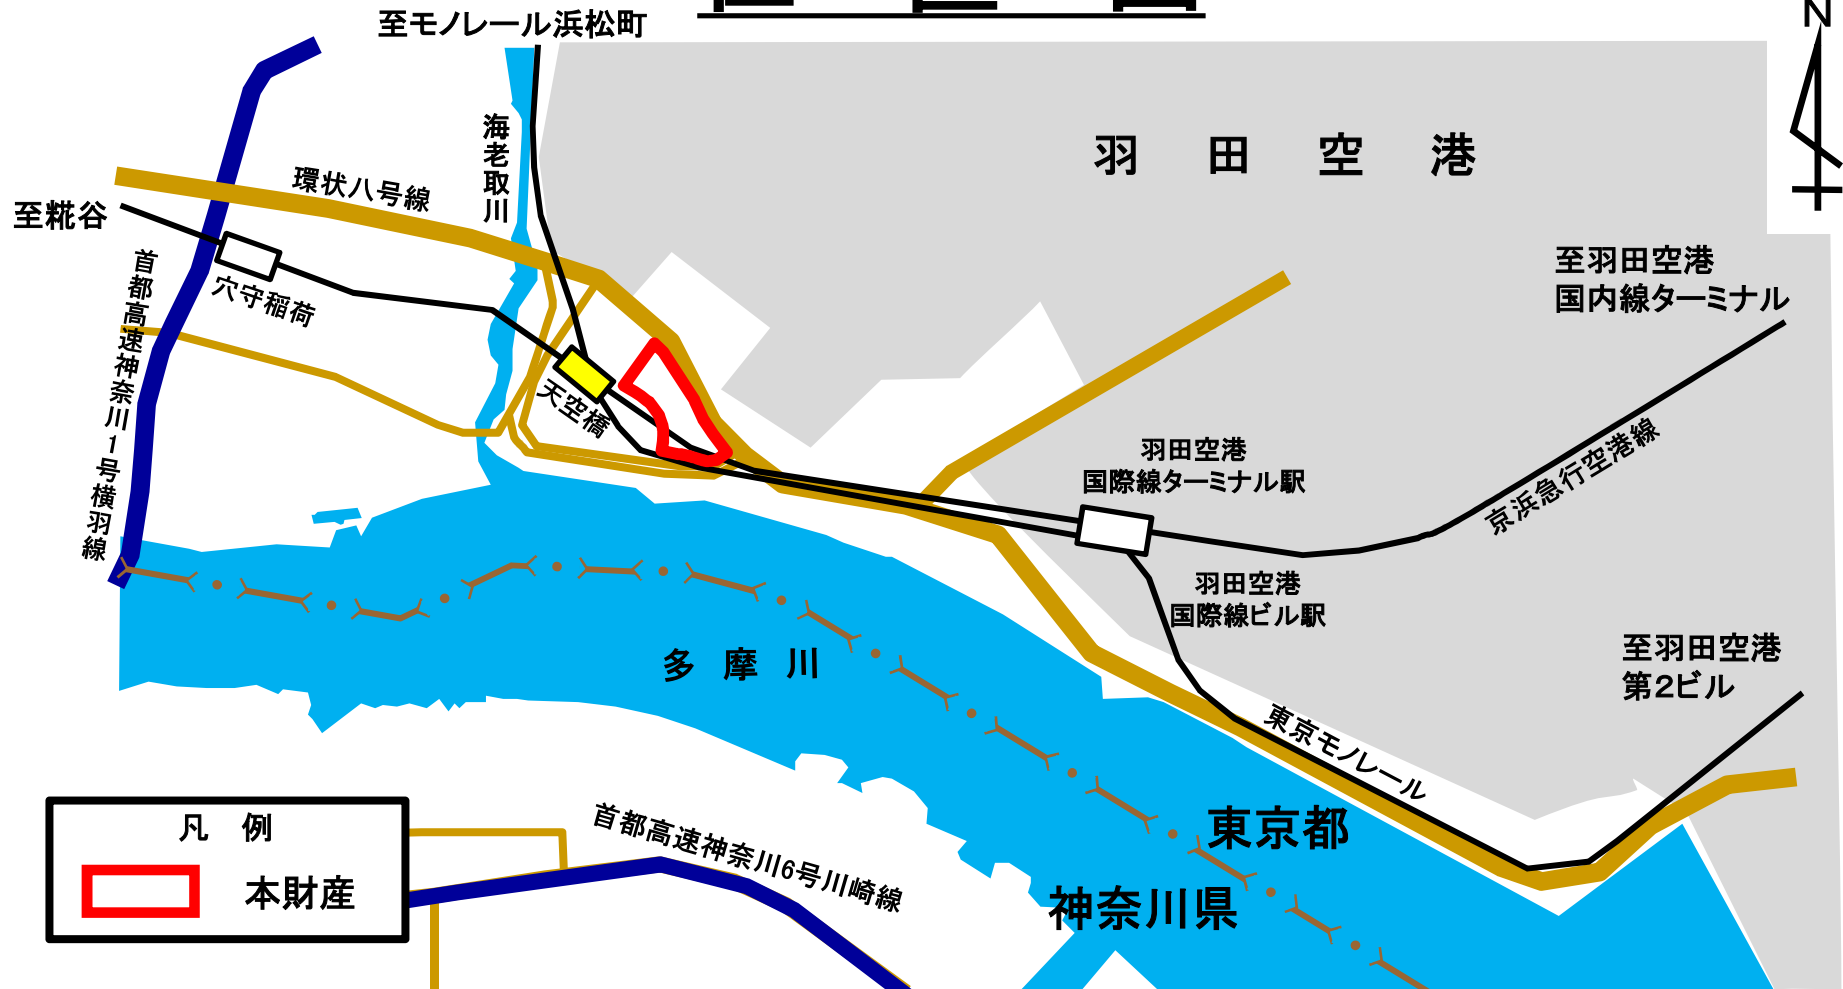 至モノレール浜松町
N
海老取川
羽田空港
環状八号線
至糀谷
首都高速神奈川1号横羽線
穴守稲荷
至羽田空港
国内線ターミナル
天空橋
羽田空港
国際線ターミナル駅
京浜急行空港線
羽田空港
国際線ビル駅
至羽田空港
第2ビル
多摩川
東京モノレール
東京都
神奈川県
首都高速神奈川6号川崎線
凡例
本財産